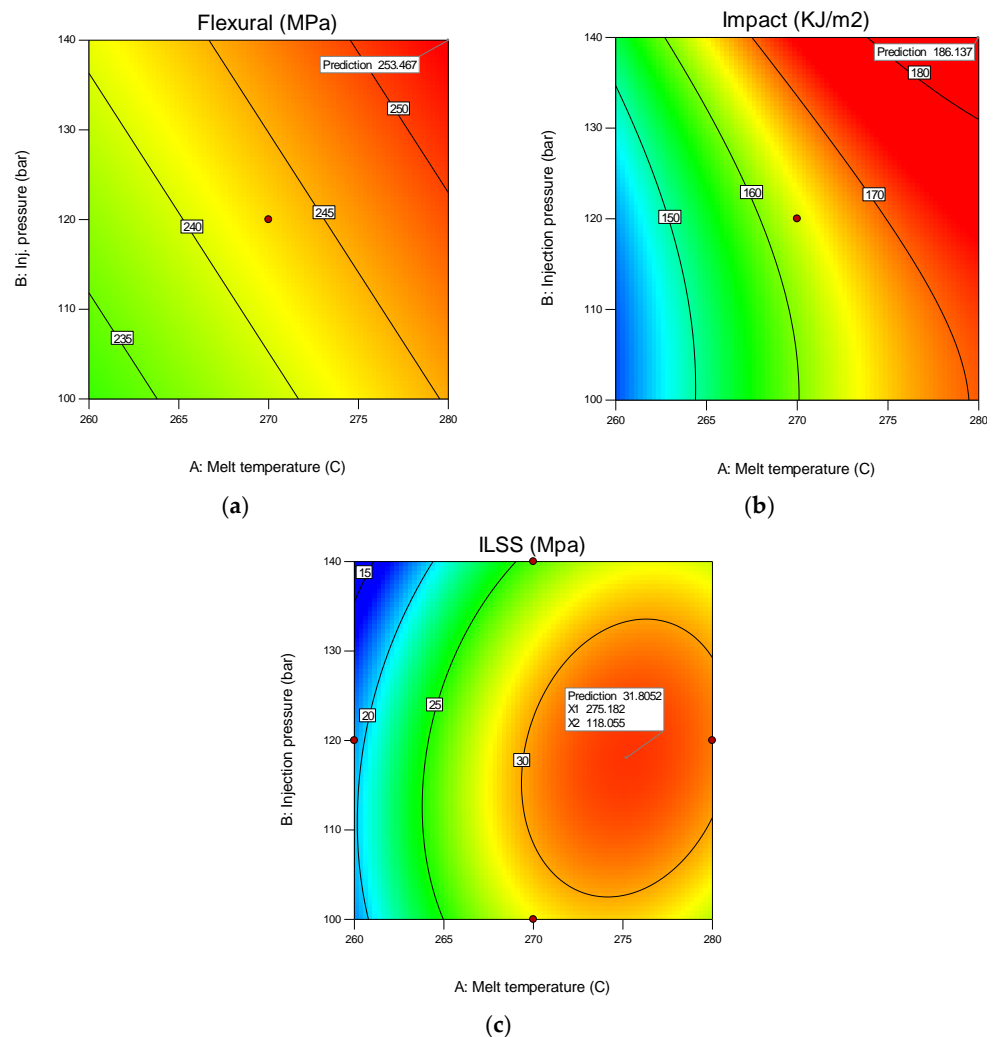 Flexural (MPa)
140
130
120
110
100
260
265
270
275
280
B: Inj. pressure (bar)
A: Melt temperature (C)
Prediction 253.467
250
245
240
235
(a)
Impact (KJ/m2)
140
130
120
110
100
260
265
270
275
280
B: Injection pressure (bar)
A: Melt temperature (C)
Prediction 186.137
180
170
160
150
(b)
ILSS (Mpa)
140
130
120
110
100
260
265
270
275
280
B: Injection pressure (bar)
A: Melt temperature (C)
15
20
25
30
Prediction 31.8052
X1 275.182
X2 118.055
(c)